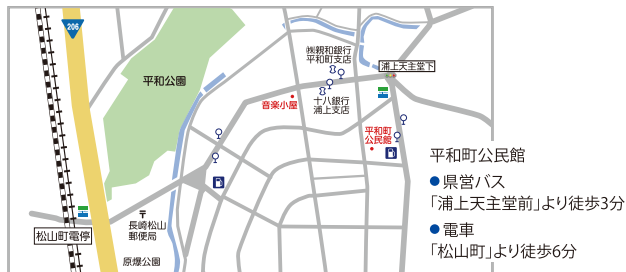 206
㈱親和銀行
平和町支店
浦上天主堂下
平和公園
音楽小屋
十八銀行
浦上支店
平和町
公民館
平和町公民館
●県営バス
「浦上天主堂前」より徒歩3分
●電車
「松山町」より徒歩6分
松山町電停
〒
長崎松山
郵便局
原爆公園